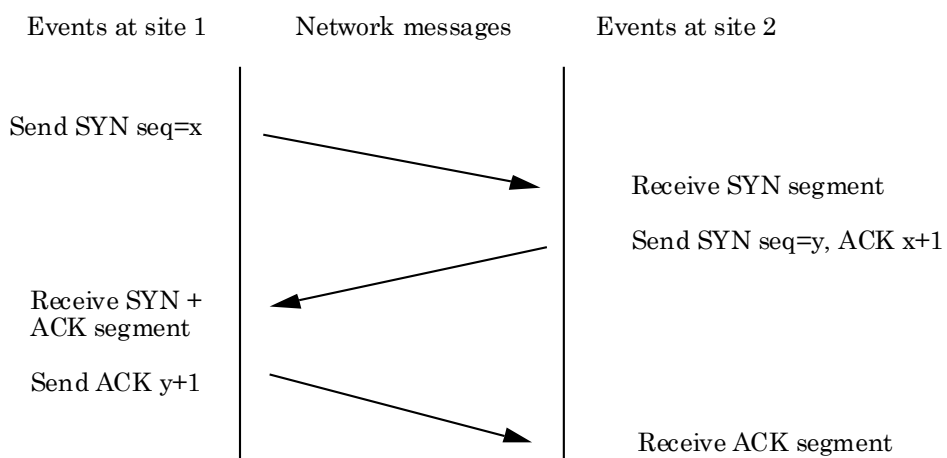 Events at site 1
Network messages
Events at site 2
Send SYN seq=x
Receive SYN segment
Send SYN seq=y, ACK x+1
Receive SYN +
ACK segment
Send ACK y+1
Receive ACK segment